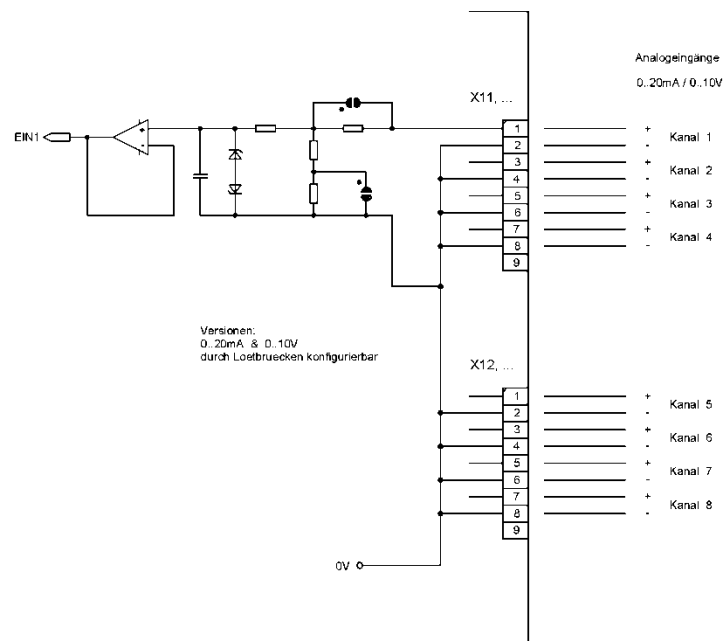 Analogeingänge
0..20mA / 0..10V
X11, ...
EIN1
+
-
1 + Kanal 1
2 -
3 + Kanal 2
4 -
5 + Kanal 3
6 -
7 + Kanal 4
8 -
9
Versionen:
0..20mA & 0..10V
durch Loetbruecken konfigurierbar
X12, ...
1 + Kanal 5
2 -
3 + Kanal 6
4 -
5 + Kanal 7
6 -
7 + Kanal 8
8 -
9
0V